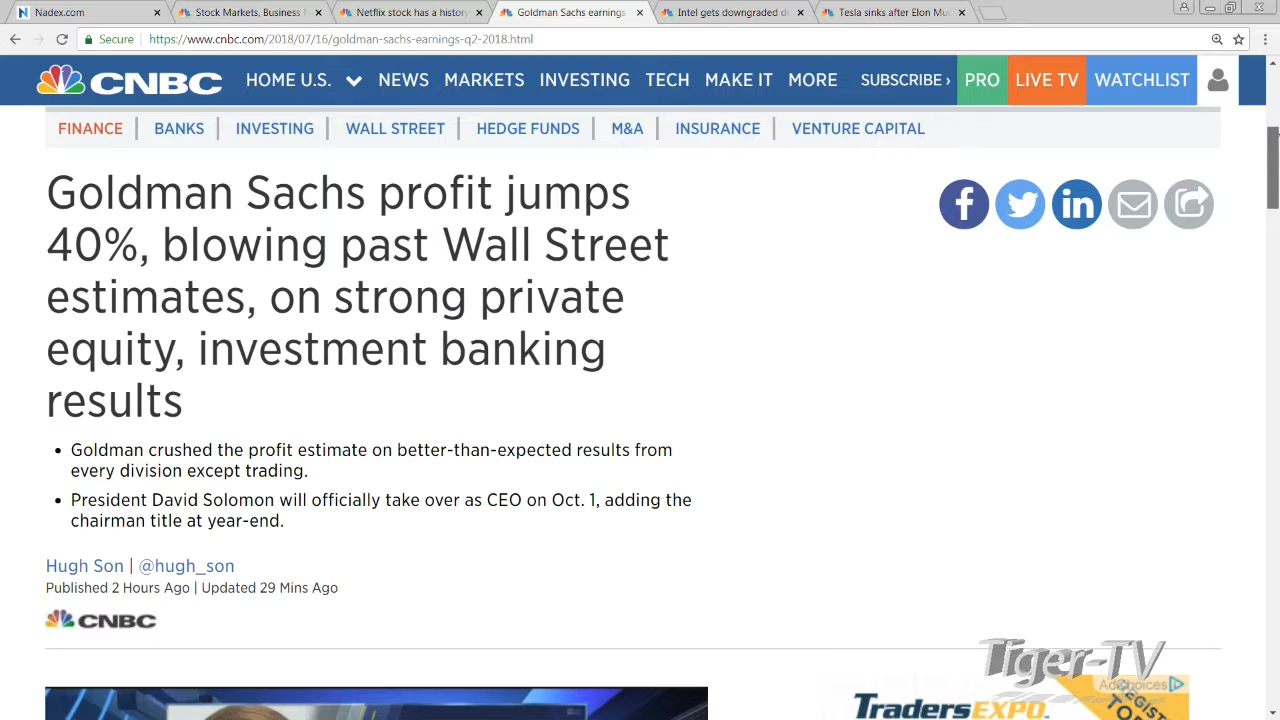 Nadex.com
Stock Markets, Business N
Netflix stock has a history
Goldman Sachs earnings
Intel gets downgraded d
Tesla sinks after Elon Mu
Secure
https://www.cnbc.com/2018/07/16/goldman-sachs-earnings-q2-2018.html
CNBC HOME U.S. NEWS MARKETS INVESTING TECH MAKE IT MORE SUBSCRIBE › PRO LIVE TV WATCHLIST
FINANCE | BANKS | INVESTING | WALL STREET | HEDGE FUNDS | M&A | INSURANCE | VENTURE CAPITAL
Goldman Sachs profit jumps
40%, blowing past Wall Street
estimates, on strong private
equity, investment banking
results
• Goldman crushed the profit estimate on better-than-expected results from
every division except trading.
• President David Solomon will officially take over as CEO on Oct. 1, adding the
chairman title at year-end.
Hugh Son | @hugh_son
Published 2 Hours Ago | Updated 29 Mins Ago
CNBC
Tiger-TV
AdChoices
TradersEXPO